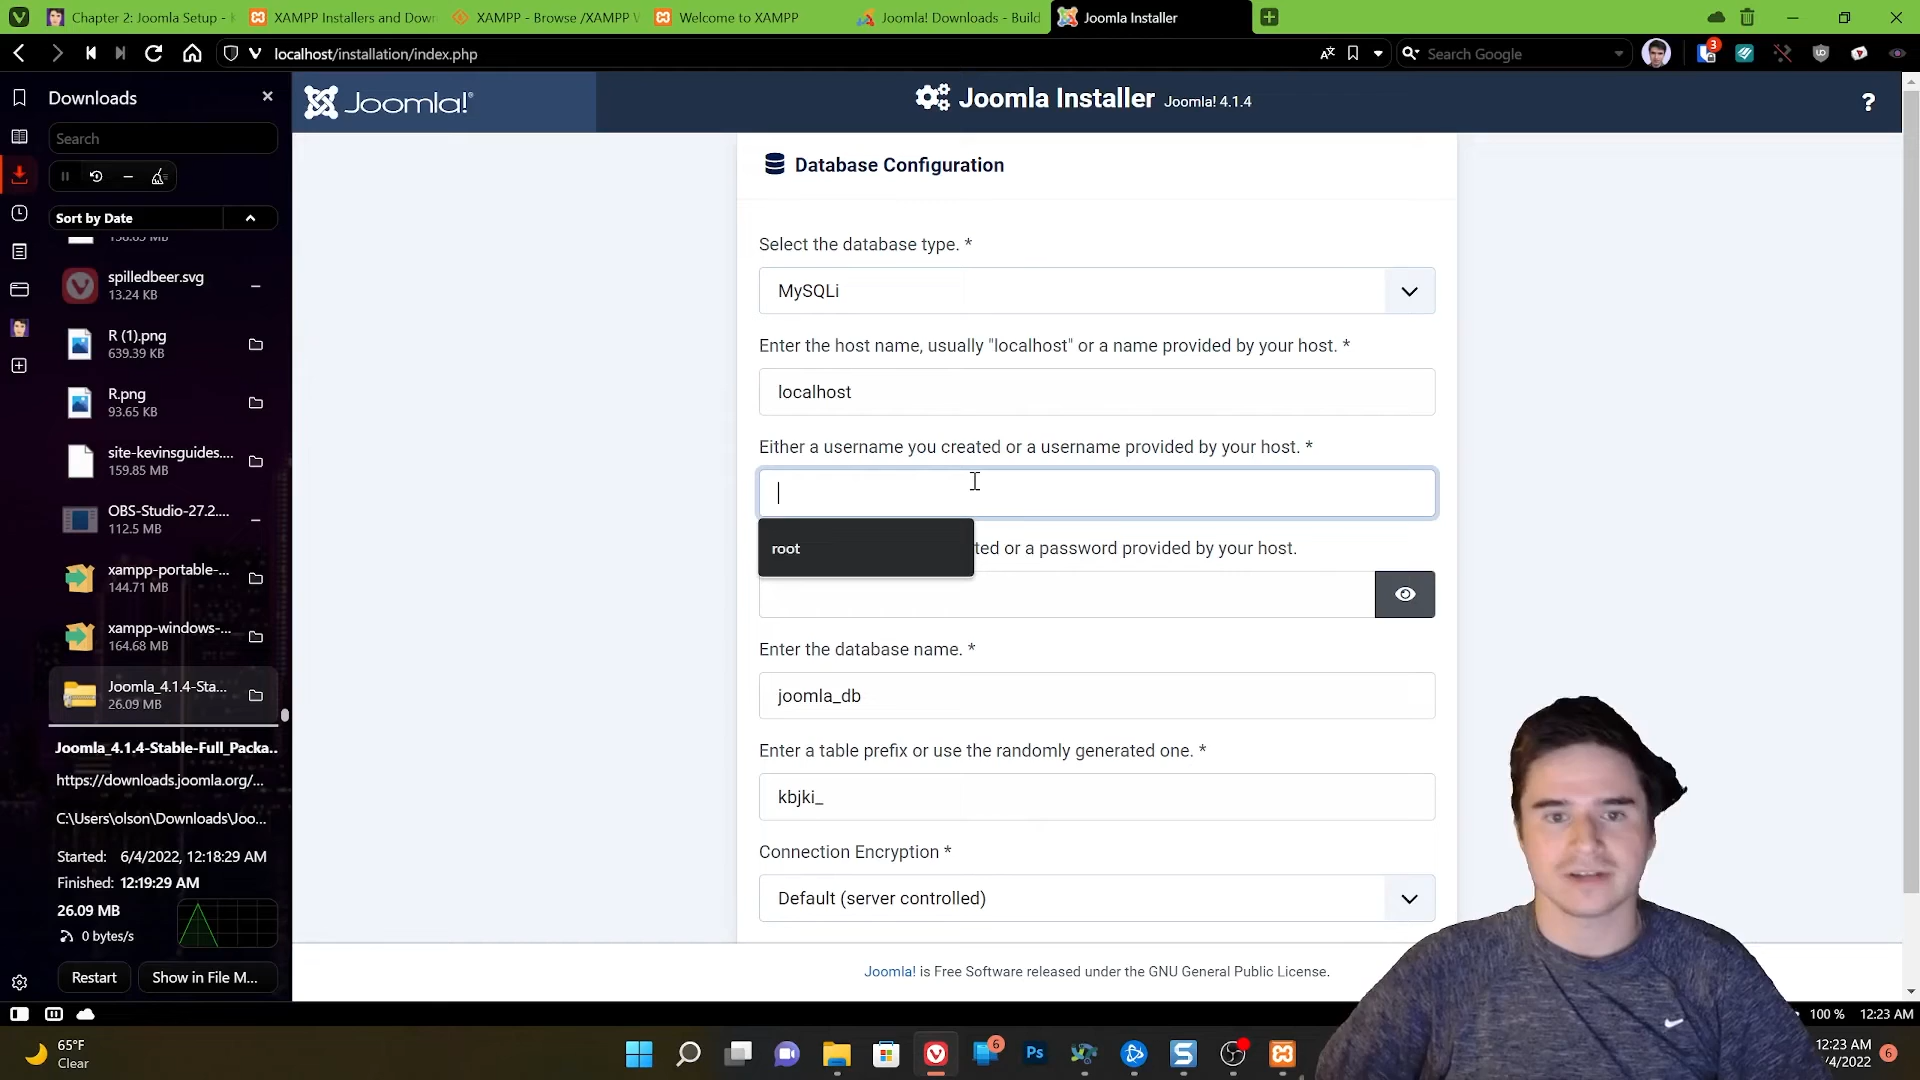 Chapter 2: Joomla Setup -
XAMPP Installers and Down
XAMPP - Browse /XAMPP W
Welcome to XAMPP
Joomla! Downloads - Build
Joomla Installer
localhost/installation/index.php
Search Google
3
Downloads
Search
Sort by Date
spilledbeer.svg
13.24 KB
R (1).png
639.39 KB
R.png
93.65 KB
site-kevinsguides....
159.85 MB
OBS-Studio-27.2....
112.5 MB
xampp-portable-...
144.71 MB
xampp-windows-...
164.68 MB
Joomla_4.1.4-Sta...
26.09 MB
Joomla_4.1.4-Stable-Full_Packa..
https://downloads.joomla.org/...
C:\Users\olson\Downloads\Joo...
Started: 6/4/2022, 12:18:29 AM
Finished: 12:19:29 AM
26.09 MB
0 bytes/s
Restart
Show in File M...
Joomla!®
Joomla Installer Joomla! 4.1.4
?
Database Configuration
Select the database type. *
MySQLi
Enter the host name, usually "localhost" or a name provided by your host. *
localhost
Either a username you created or a username provided by your host. *
root
ted or a password provided by your host.
Enter the database name. *
joomla_db
Enter a table prefix or use the randomly generated one. *
kbjki_
Connection Encryption *
Default (server controlled)
Joomla! is Free Software released under the GNU General Public License.
100 %
12:23 AM
65°F
Clear
6
Ps
12:23 AM
/4/2022
6